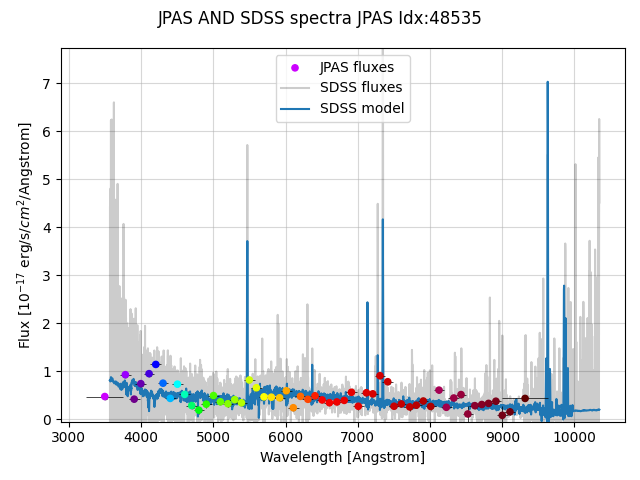 JPAS AND SDSS spectra JPAS Idx:48535
JPAS fluxes
SDSS fluxes
SDSS model
Flux [10^{-17} erg/s/cm^2/Angstrom]
7
6
5
4
3
2
1
0
3000 4000 5000 6000 7000 8000 9000 10000
Wavelength [Angstrom]